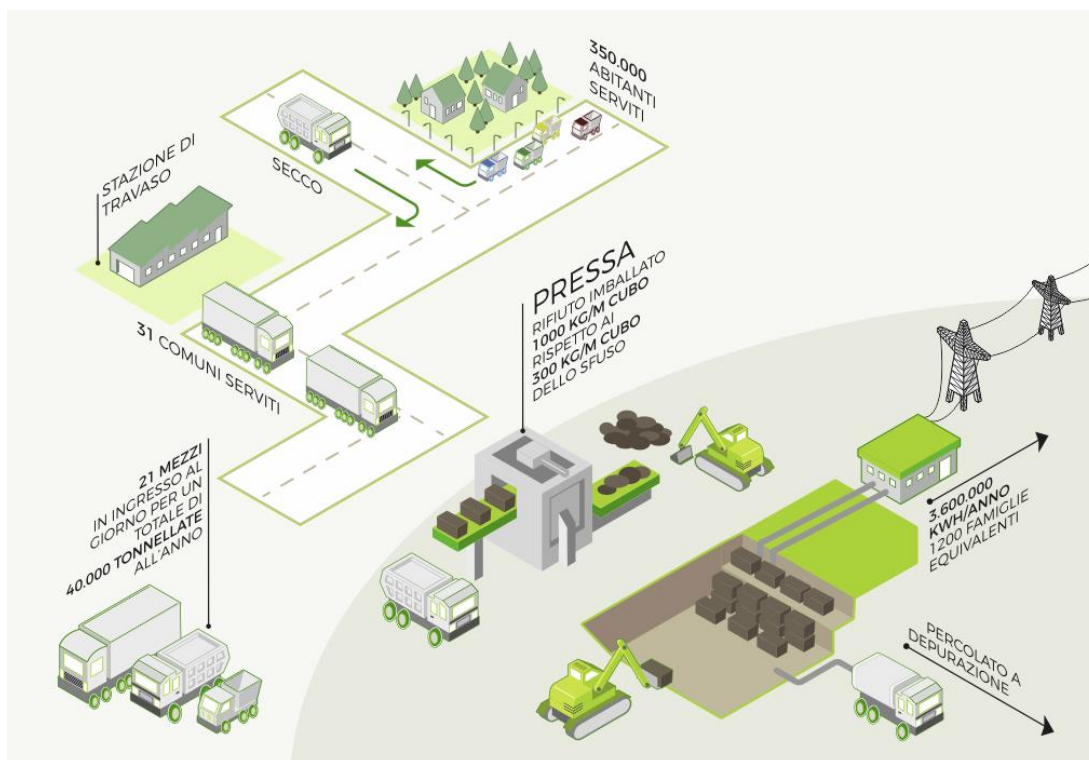 350.000
ABITANTI
SERVITI
SECCO
STAZIONE DI
TRAVASO
31 COMUNI SERVITI
PRESSA
RIFIUTO IMBALLATO
1000 KG/M CUBO
RISPETTO AI
300 KG/M CUBO
DELLO SFUSO
21 MEZZI
IN INGRESSO AL
GIORNO PER UN
TOTALE DI
40.000 TONNELLATE
ALL'ANNO
3.600.000
KWH/ANNO
1200 FAMIGLIE
EQUIVALENTI
PERCOLATO A
DEPURAZIONE